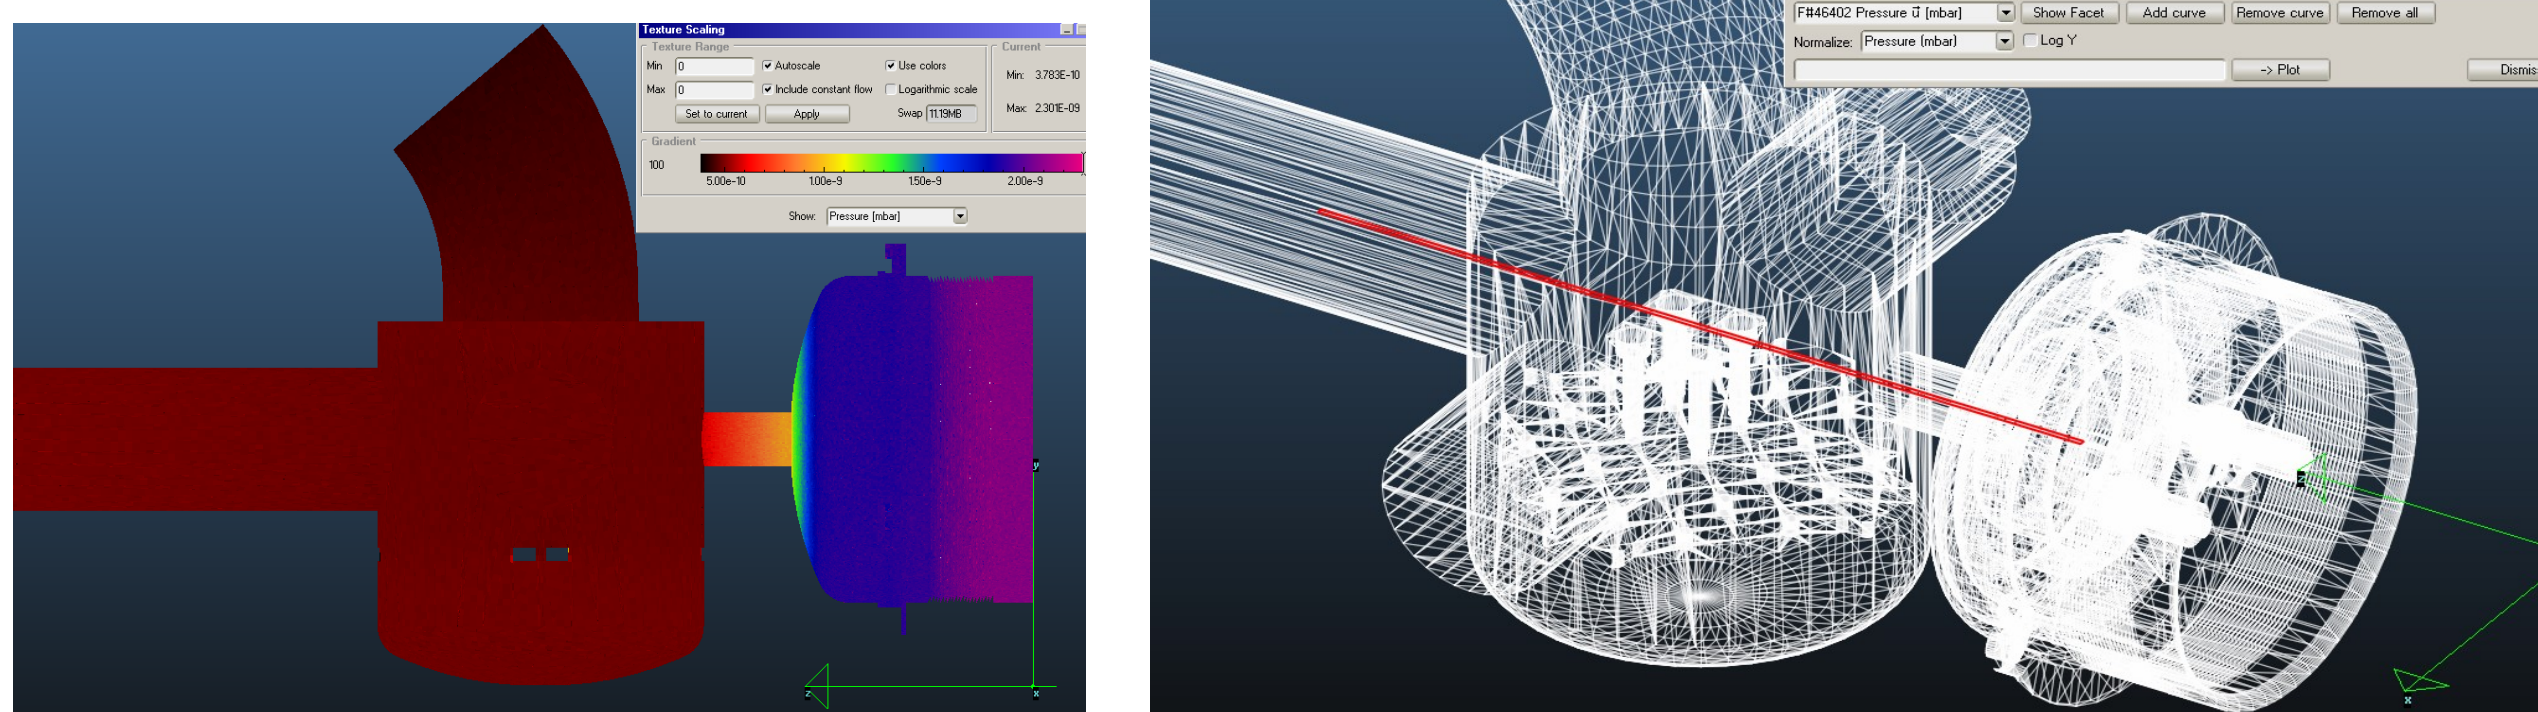 Texture Scaling
Texture Range
Current
Min 0 Autoscale Use colors
Min: 3.783E-10
Max 0 Include constant flow Logarithmic scale
Max: 2.301E-09
Set to current Apply Swap 11.19MB
Gradient
100
5.00e-10 1.00e-9 1.50e-9 2.00e-9
Show: Pressure [mbar]
y
z
x
F#46402 Pressure u⃗ [mbar] Show Facet Add curve Remove curve Remove all
Normalize: Pressure (mbar) Log Y
-> Plot Dismis
z
x